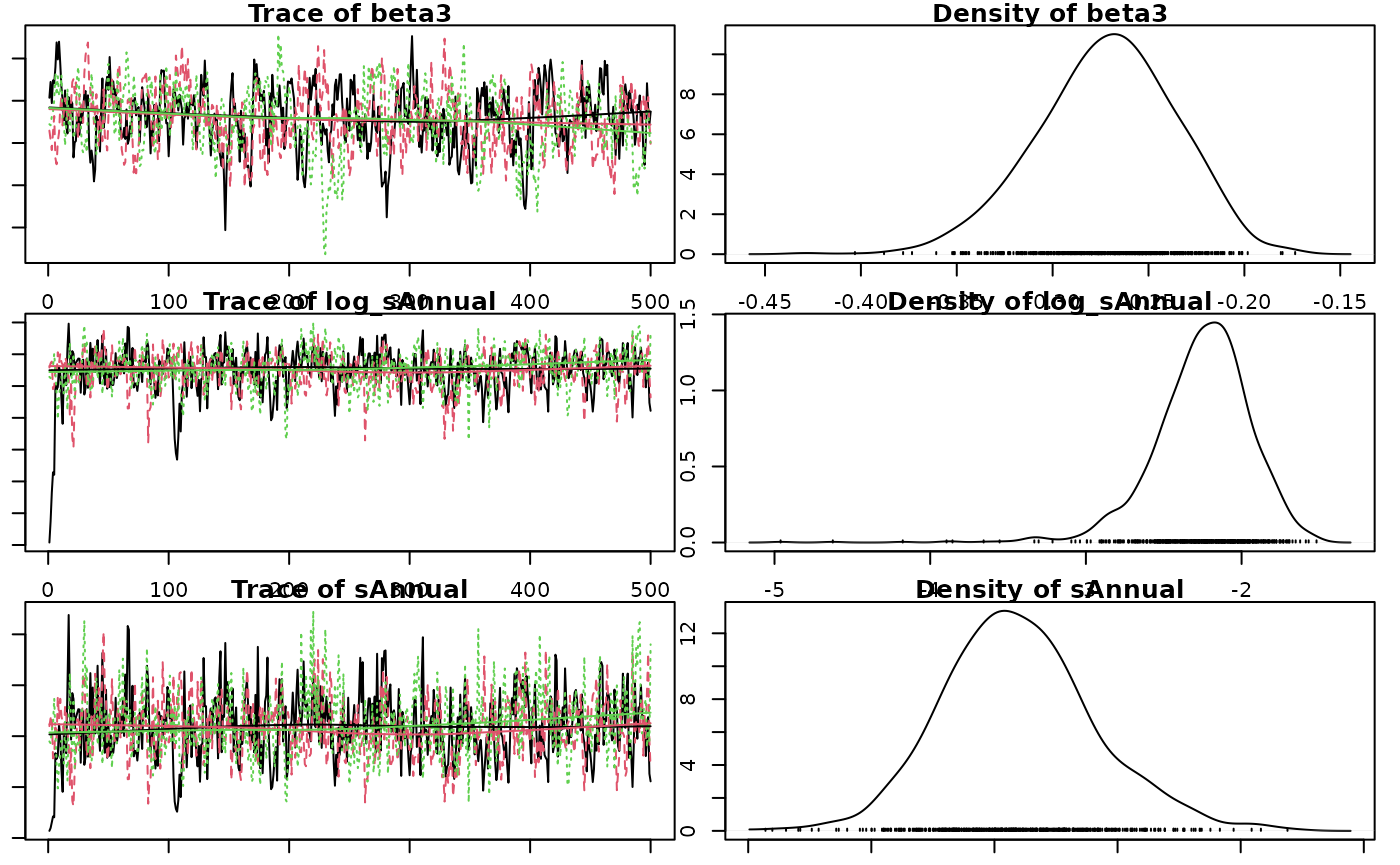 Trace of beta3
Density of beta3
0 2 4 6 8
0 100 200 300 400 500
-0.45 -0.40 -0.35 -0.30 -0.25 -0.20 -0.15
Trace of log_sAnnual
Density of log_sAnnual
0.0 0.5 1.0 1.5
0 100 200 300 400 500
-5 -4 -3 -2
Trace of sAnnual
Density of sAnnual
0 4 8 12